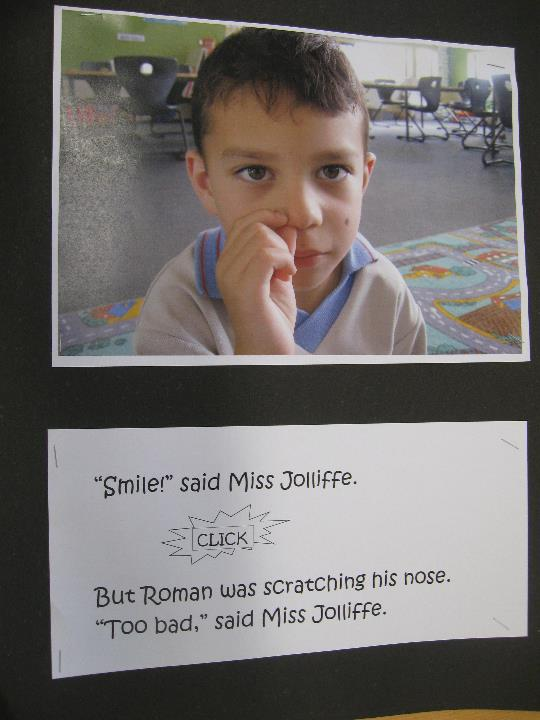 “Smile!” said Miss Jolliffe.
CLICK
But Roman was scratching his nose.
“Too bad,” said Miss Jolliffe.